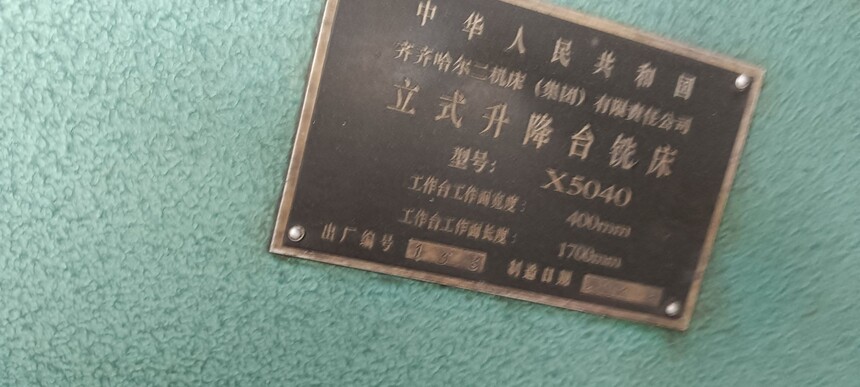 中华人民共和国
齐齐哈尔二机床（集团）有限责任公司
立式升降台铣床
型号： X5040
工作台工作面宽度： 400mm
工作台工作面长度： 1700mm
出厂编号 制造日期